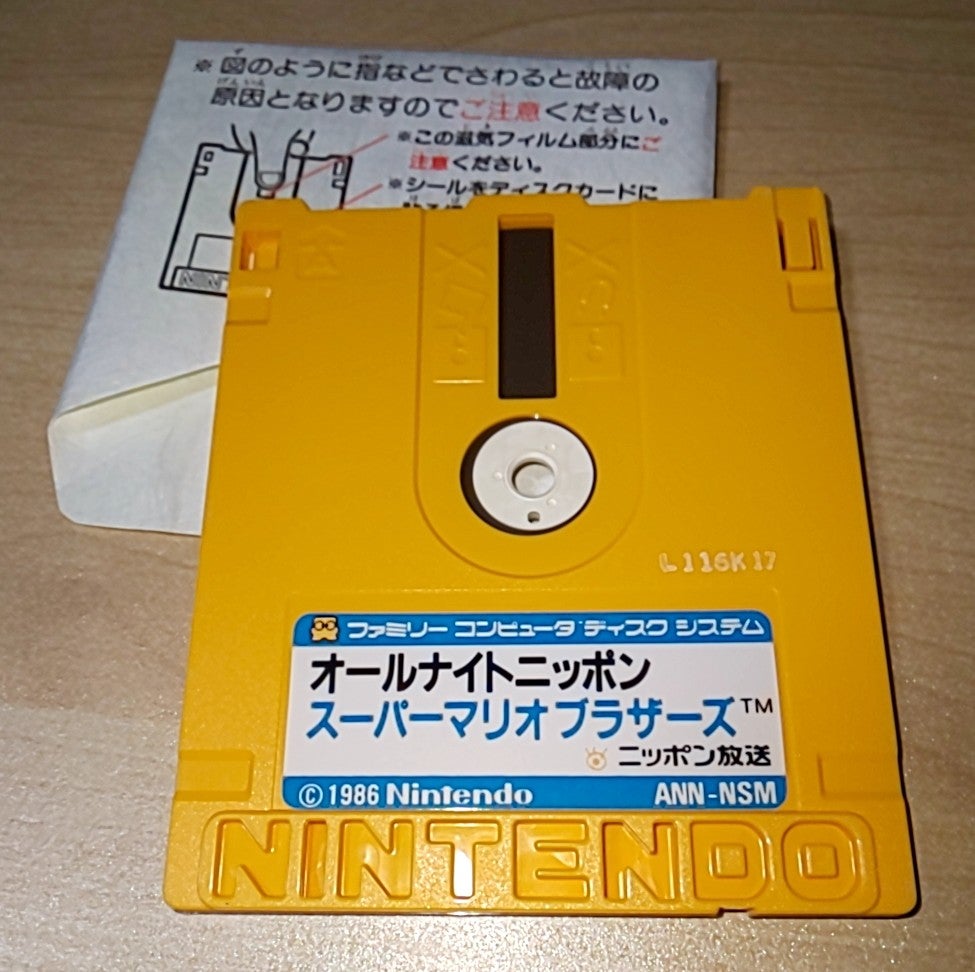 ※図のように指などでさわると故障の
原因となりますのでご注意ください。
※この磁気フィルム部分にご
注意ください。
※シールをディスクカードに
NIN
L116K17
ファミリー コンピュータ ディスク システム
オールナイトニッポン
スーパーマリオブラザーズ™
ニッポン放送
© 1986 Nintendo ANN-NSM
NINTENDO